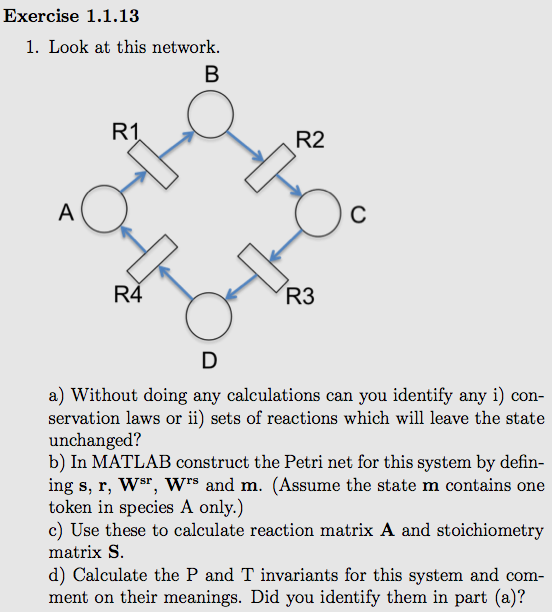 Exercise 1.1.13
1. Look at this network.
B
R1
R2
A
C
R4
R3
D
a) Without doing any calculations can you identify any i) con-
servation laws or ii) sets of reactions which will leave the state
unchanged?
b) In MATLAB construct the Petri net for this system by defin-
ing s, r, Wˢʳ, Wʳˢ and m. (Assume the state m contains one
token in species A only.)
c) Use these to calculate reaction matrix A and stoichiometry
matrix S.
d) Calculate the P and T invariants for this system and com-
ment on their meanings. Did you identify them in part (a)?